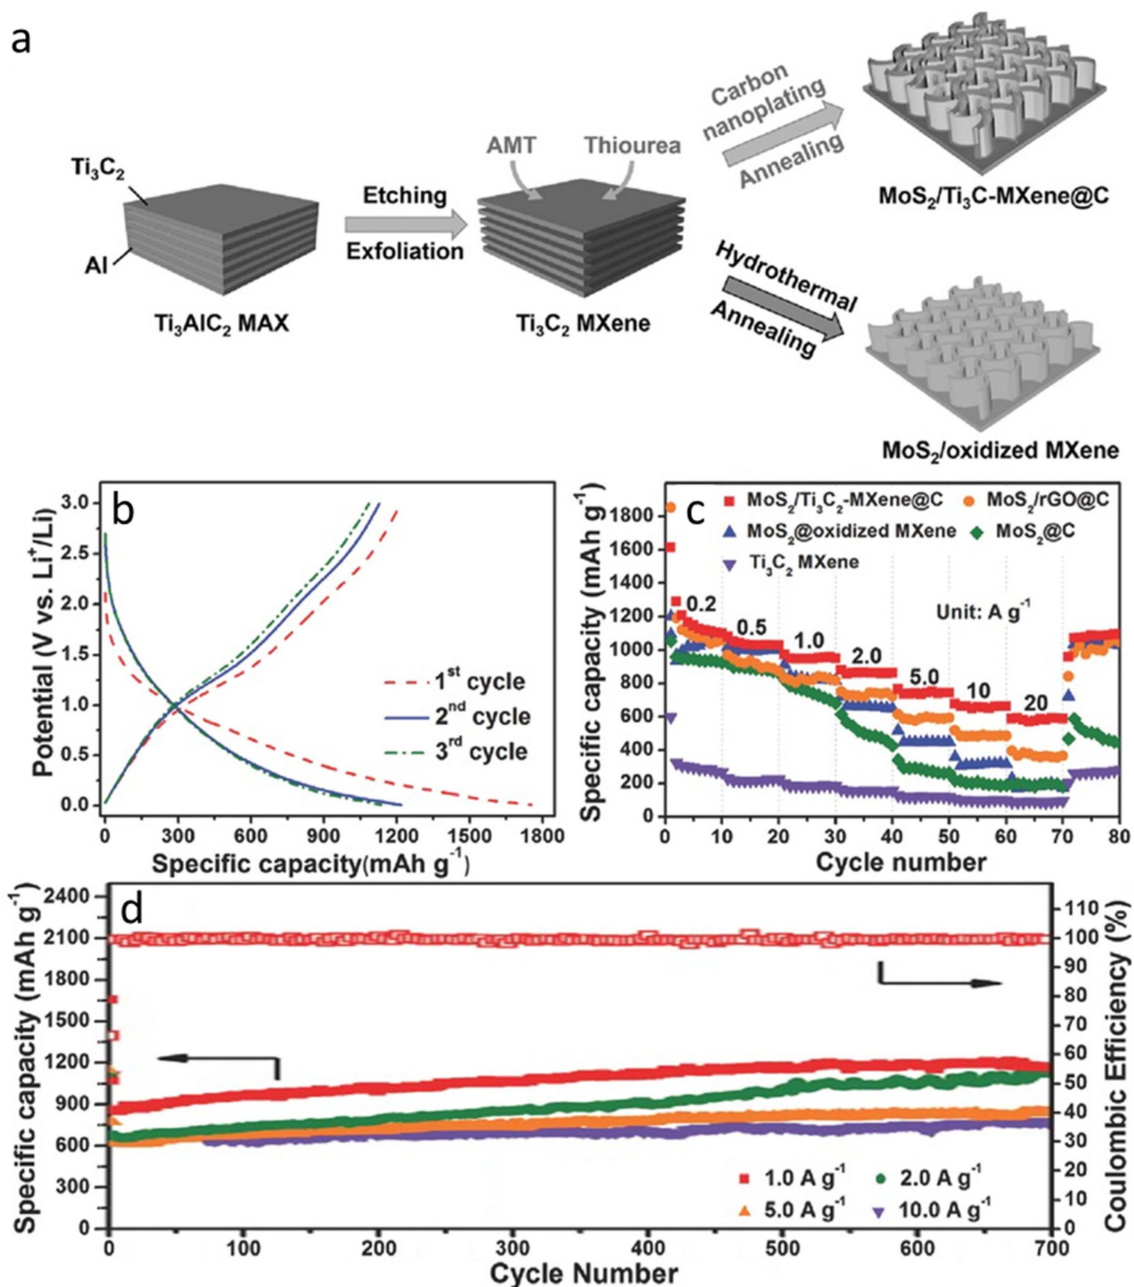 a
Ti₃C₂
Al
Ti₃AlC₂ MAX
Etching
Exfoliation
AMT
Thiourea
Ti₃C₂ MXene
Carbon
nanoplating
Annealing
MoS₂/Ti₃C-MXene@C
Hydrothermal
Annealing
MoS₂/oxidized MXene
b
Potential (V vs. Li⁺/Li)
3.0
2.5
2.0
1.5
1.0
0.5
0.0
1st cycle
2nd cycle
3rd cycle
0 300 600 900 1200 1500 1800
Specific capacity(mAh g⁻¹)
c
Specific capacity (mAh g⁻¹)
1800
1600
1400
1200
1000
800
600
400
200
0
MoS₂/Ti₃C₂-MXene@C
MoS₂/rGO@C
MoS₂@oxidized MXene
MoS₂@C
Ti₃C₂ MXene
Unit: A g⁻¹
0.2
0.5
1.0
2.0
5.0
10
20
0 10 20 30 40 50 60 70 80
Cycle number
d
Specific capacity (mAh g⁻¹)
2400
2100
1800
1500
1200
900
600
300
0
110
100
90
80
70
60
50
40
30
20
10
0
Coulombic Efficiency (%)
1.0 A g⁻¹
2.0 A g⁻¹
5.0 A g⁻¹
10.0 A g⁻¹
0 100 200 300 400 500 600 700
Cycle Number